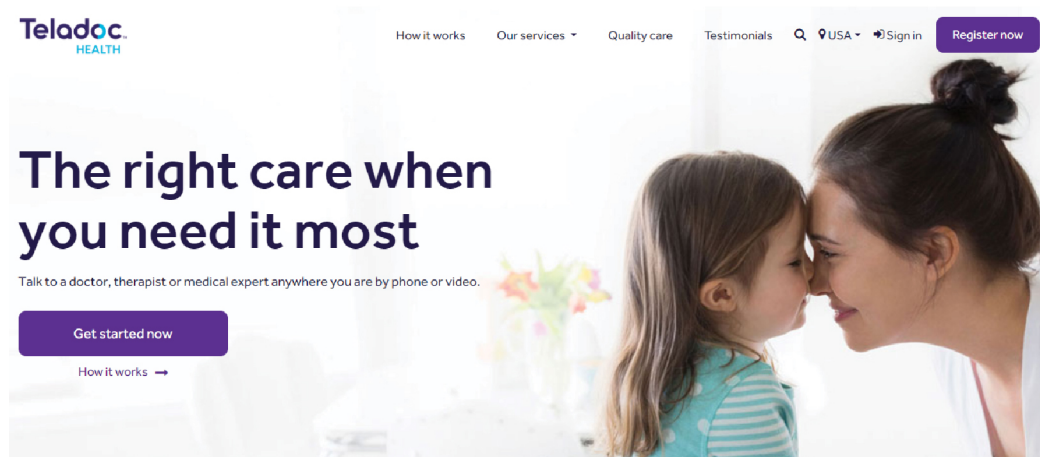 Teladoc
HEALTH
How it works Our services Quality care Testimonials USA Sign in Register now
The right care when
you need it most
Talk to a doctor, therapist or medical expert anywhere you are by phone or video.
Get started now
How it works →